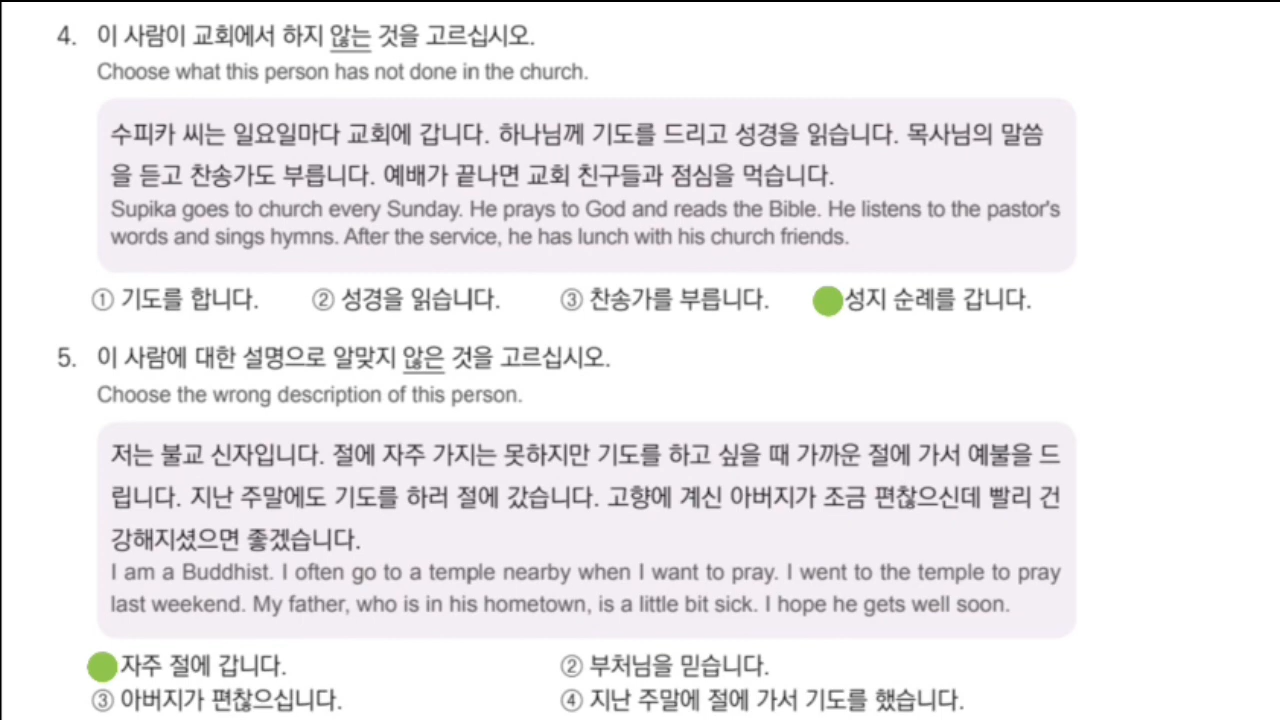 4. 이 사람이 교회에서 하지 않는 것을 고르십시오.
Choose what this person has not done in the church.
수피카 씨는 일요일마다 교회에 갑니다. 하나님께 기도를 드리고 성경을 읽습니다. 목사님의 말씀
을 듣고 찬송가도 부릅니다. 예배가 끝나면 교회 친구들과 점심을 먹습니다.
Supika goes to church every Sunday. He prays to God and reads the Bible. He listens to the pastor's
words and sings hymns. After the service, he has lunch with his church friends.
① 기도를 합니다. ② 성경을 읽습니다. ③ 찬송가를 부릅니다. 성지 순례를 갑니다.
5. 이 사람에 대한 설명으로 알맞지 않은 것을 고르십시오.
Choose the wrong description of this person.
저는 불교 신자입니다. 절에 자주 가지는 못하지만 기도를 하고 싶을 때 가까운 절에 가서 예불을 드
립니다. 지난 주말에도 기도를 하러 절에 갔습니다. 고향에 계신 아버지가 조금 편찮으신데 빨리 건
강해지셨으면 좋겠습니다.
I am a Buddhist. I often go to a temple nearby when I want to pray. I went to the temple to pray
last weekend. My father, who is in his hometown, is a little bit sick. I hope he gets well soon.
자주 절에 갑니다. ② 부처님을 믿습니다.
③ 아버지가 편찮으십니다. ④ 지난 주말에 절에 가서 기도를 했습니다.